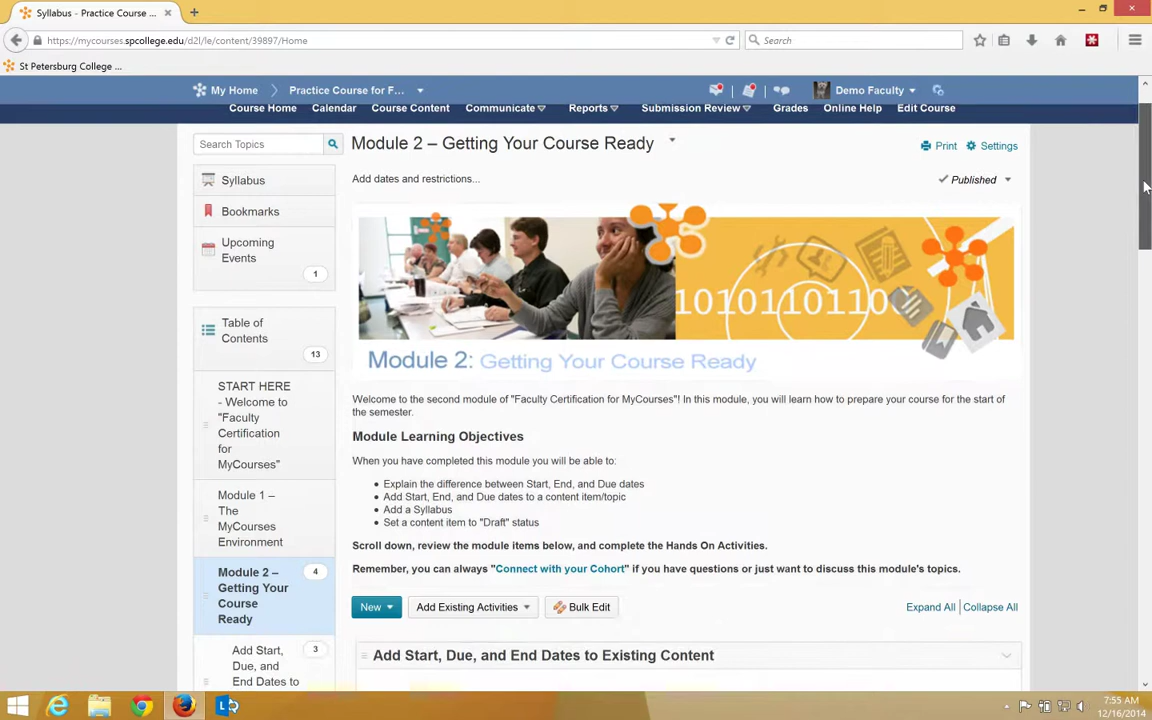 Syllabus - Practice Course ...
https://mycourses.spcollege.edu/d2l/le/content/39897/Home
Search
St Petersburg College ...
My Home
Practice Course for F...
Demo Faculty
Course Home
Calendar
Course Content
Communicate
Reports
Submission Review
Grades
Online Help
Edit Course
Search Topics
Module 2 – Getting Your Course Ready
Print
Settings
Syllabus
Add dates and restrictions...
Published
Bookmarks
Upcoming
Events
1
1010110110
Table of
Contents
13
Module 2: Getting Your Course Ready
START HERE
- Welcome to
"Faculty
Certification
for
MyCourses"
Welcome to the second module of "Faculty Certification for MyCourses"! In this module, you will learn how to prepare your course for the start of
the semester.
Module Learning Objectives
When you have completed this module you will be able to:
Explain the difference between Start, End, and Due dates
Add Start, End, and Due dates to a content item/topic
Add a Syllabus
Set a content item to "Draft" status
Module 1 –
The
MyCourses
Environment
Scroll down, review the module items below, and complete the Hands On Activities.
Remember, you can always "Connect with your Cohort" if you have questions or just want to discuss this module's topics.
Module 2 –
Getting Your
Course
Ready
4
New
Add Existing Activities
Bulk Edit
Expand All
Collapse All
Add Start,
Due, and
End Dates to
3
Add Start, Due, and End Dates to Existing Content
7:55 AM
12/16/2014